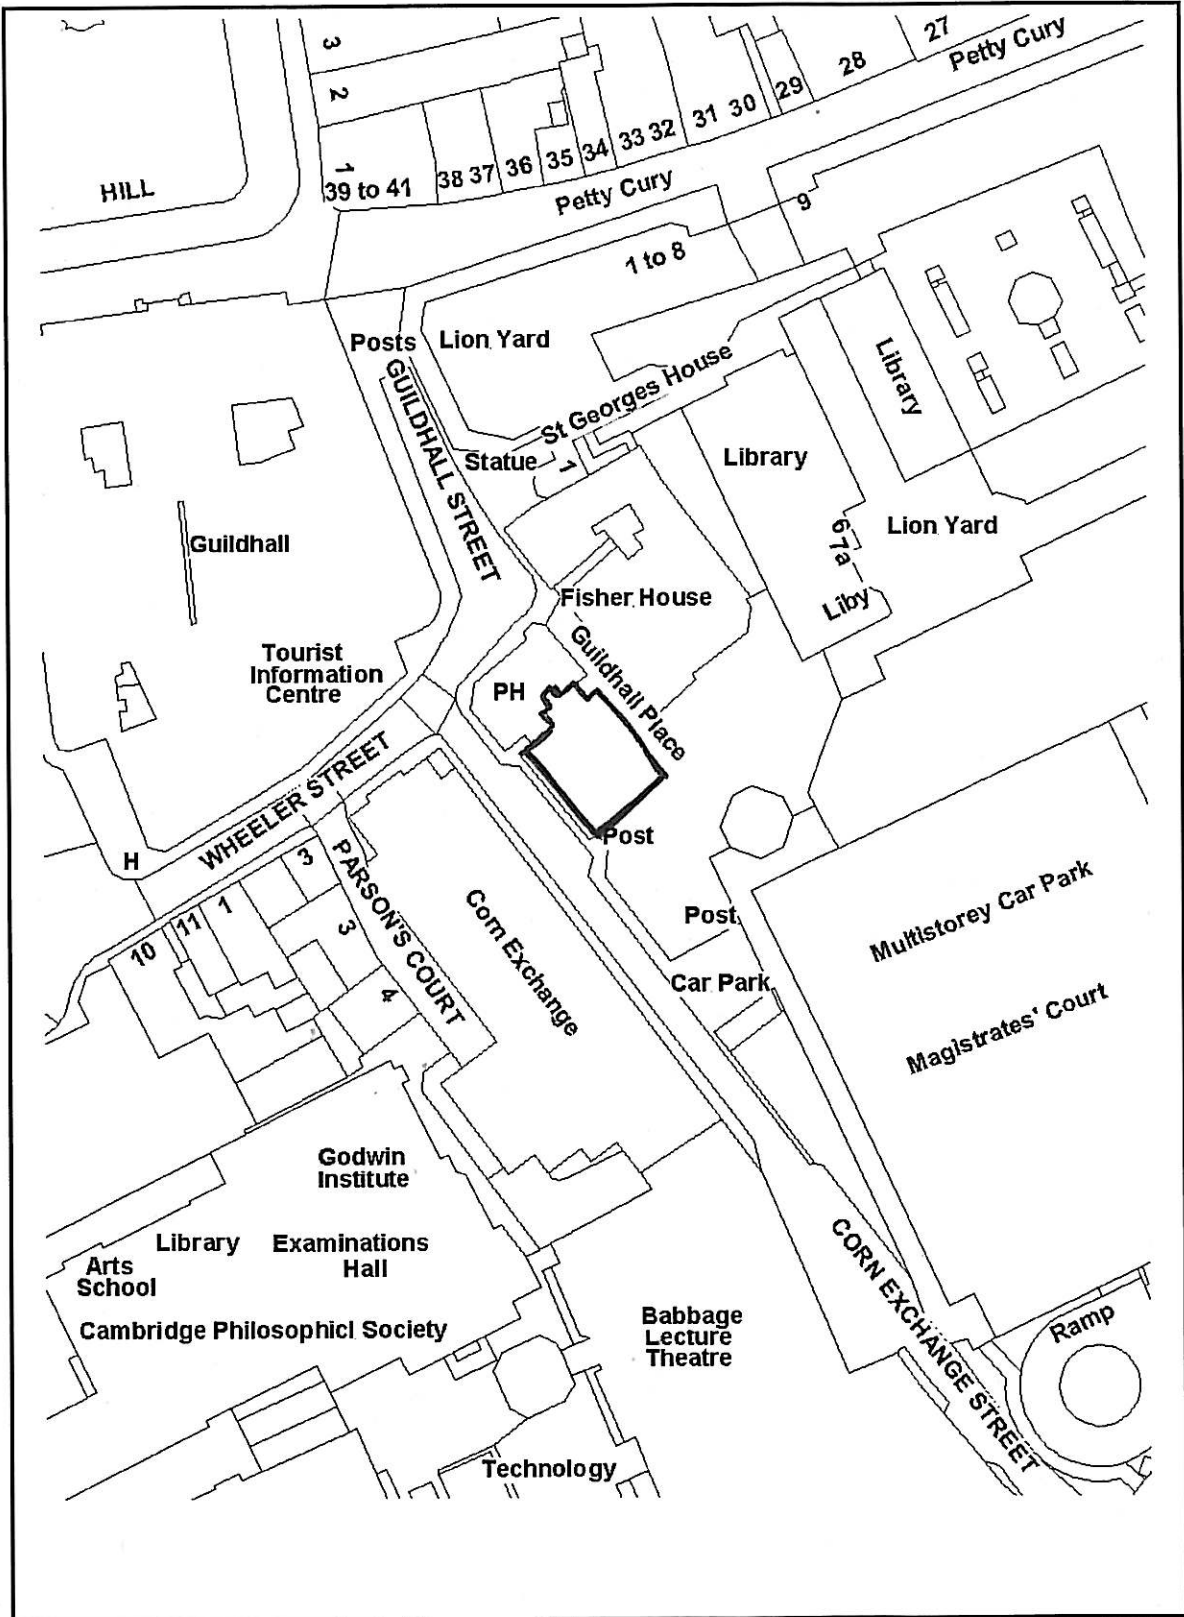 3
2
1
39 to 41
38 37
36
35
34
33 32
31 30
29
28
27
Petty Cury
Petty Cury
HILL
9
1 to 8
Posts
Lion Yard
GUILDHALL STREET
St Georges House
Library
Statue
1
Library
Guildhall
6
7a
Lion Yard
Fisher House
Liby
Tourist
Information
Centre
PH
Guildhall Place
WHEELER STREET
H
Post
3
PARSON'S COURT
10
11
1
3
4
Corn Exchange
Post
Car Park
Multistorey Car Park
Magistrates' Court
Godwin
Institute
Library
Examinations
Hall
Arts
School
Cambridge Philosophicl Society
Babbage
Lecture
Theatre
CORN EXCHANGE STREET
Ramp
Technology